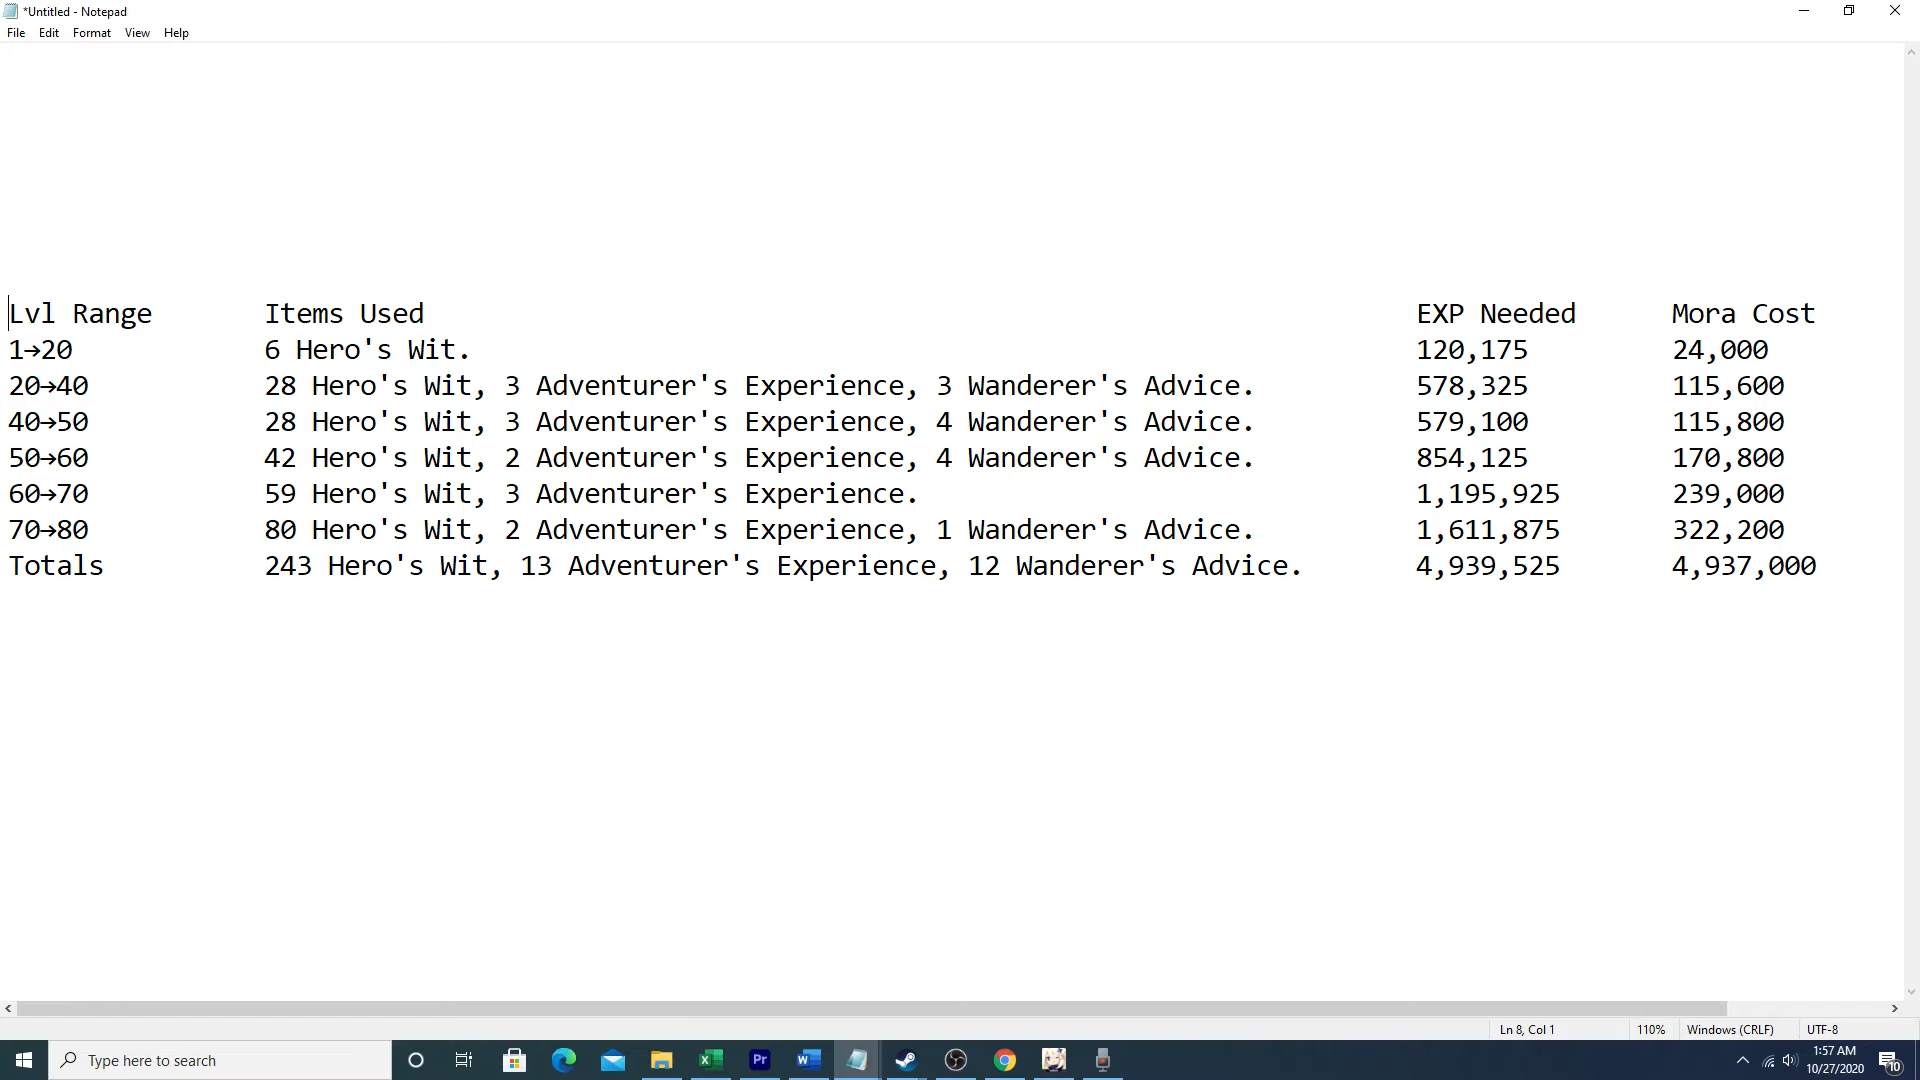 *Untitled - Notepad
File Edit Format View Help
Lvl Range Items Used EXP Needed Mora Cost
1→20 6 Hero's Wit. 120,175 24,000
20→40 28 Hero's Wit, 3 Adventurer's Experience, 3 Wanderer's Advice. 578,325 115,600
40→50 28 Hero's Wit, 3 Adventurer's Experience, 4 Wanderer's Advice. 579,100 115,800
50→60 42 Hero's Wit, 2 Adventurer's Experience, 4 Wanderer's Advice. 854,125 170,800
60→70 59 Hero's Wit, 3 Adventurer's Experience. 1,195,925 239,000
70→80 80 Hero's Wit, 2 Adventurer's Experience, 1 Wanderer's Advice. 1,611,875 322,200
Totals 243 Hero's Wit, 13 Adventurer's Experience, 12 Wanderer's Advice. 4,939,525 4,937,000
Ln 8, Col 1 110% Windows (CRLF) UTF-8
Type here to search
Pr
1:57 AM
10/27/2020
10